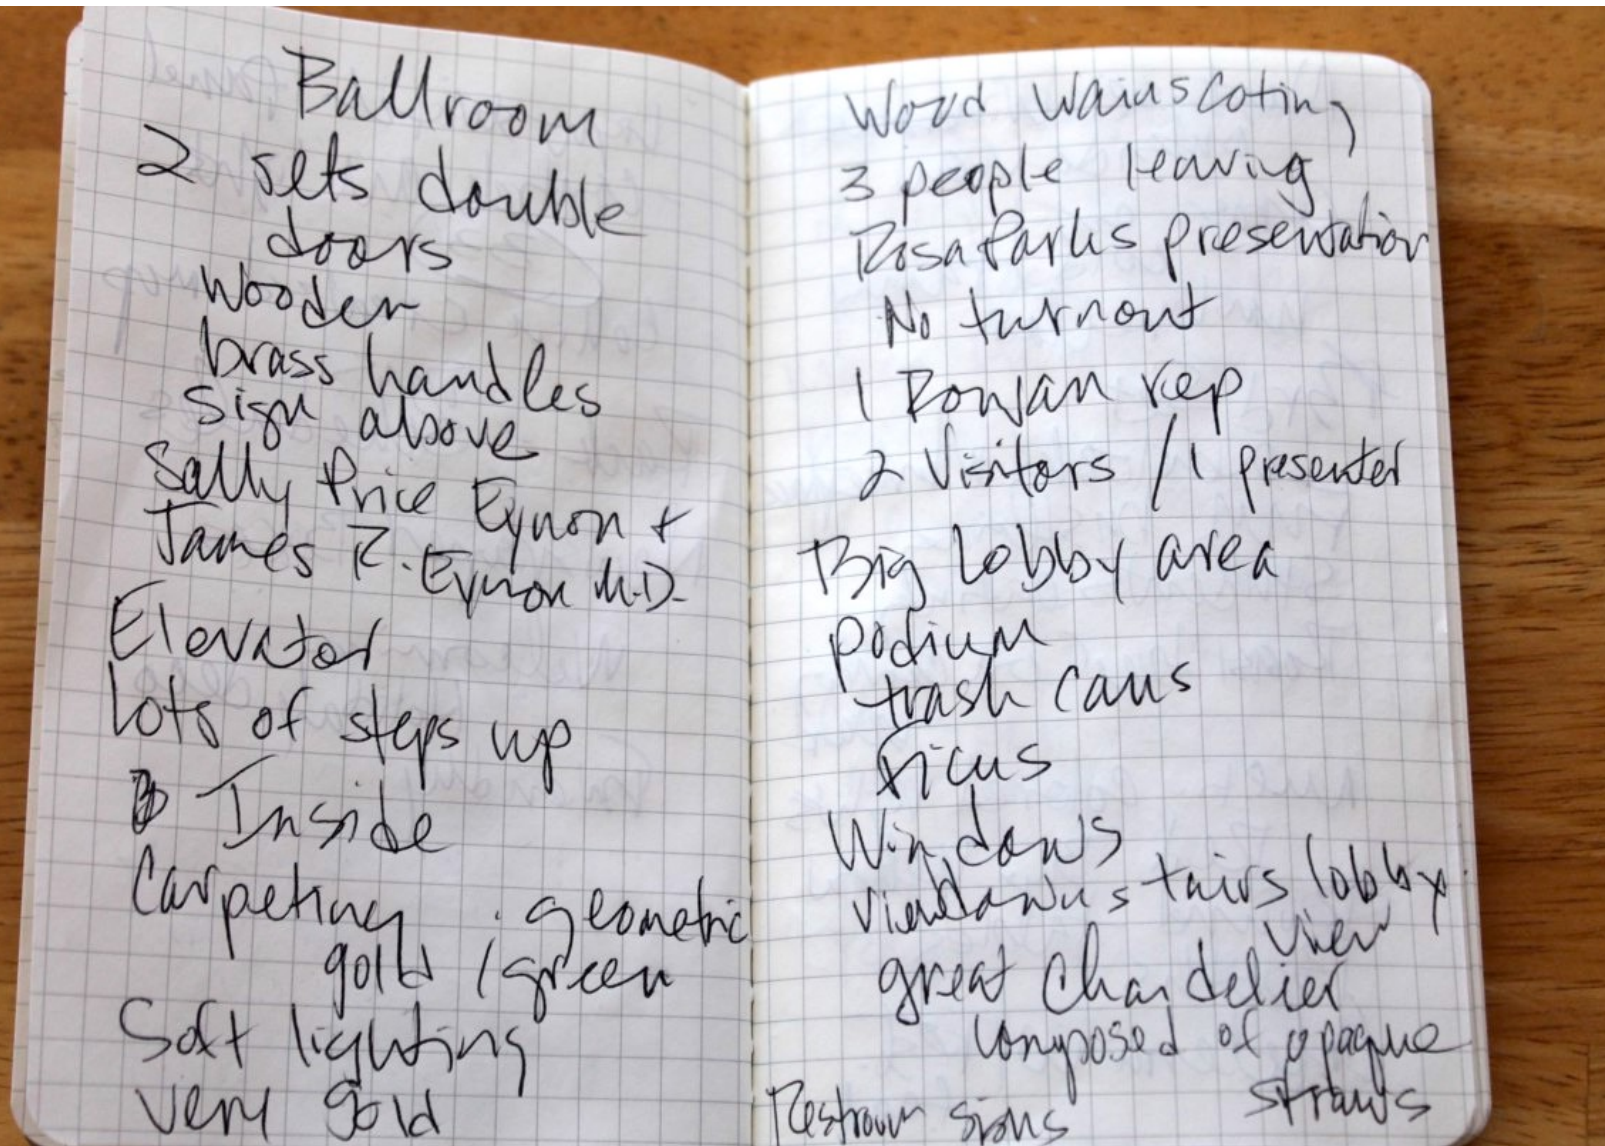 Ballroom
2 sets double
doors
Wooden
brass handles
Sign above
Sally Price Eynon +
James R. Eynon M.D.
Elevator
lots of steps up
Inside
Carpeting . geometric
gold / green
Soft lighting
very gold
Wood Wainscoting
3 people leaving
Rosa Parks presentation
No turnout
1 Rowan rep
2 Visitors / 1 presenter
Big lobby area
podium
trash cans
ficus
Windows
view downstairs lobby
view
great Chandelier
composed of opaque
straws
Restroom signs